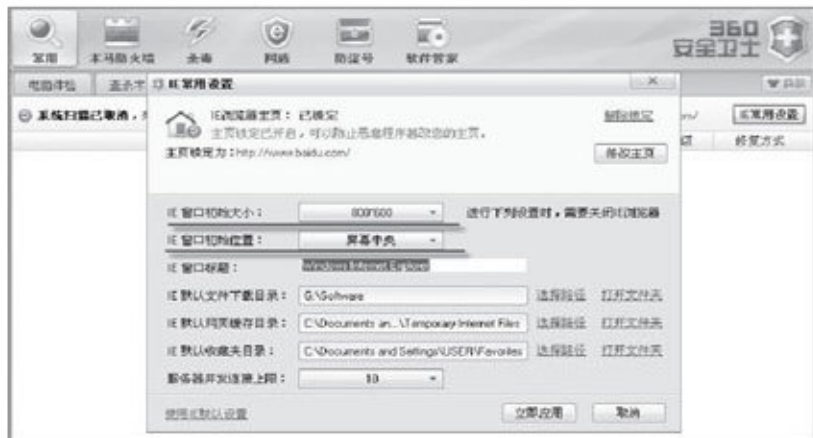 常用 木马防火墙 杀毒 网盾 防盗号 软件管家
360
安全卫士
电脑体检
IE常用设置
系统扫描已取消
IE浏览器主页：已锁定
解除锁定
IE常用设置
主页锁定已开启，可以防止恶意程序篡改您的主页。
主页锁定为：http://www.baidu.com/
修改主页
修复方式
IE 窗口初始大小： 800*600 进行下列设置时，需要关闭IE浏览器
IE 窗口初始位置： 屏幕中央
IE 窗口标题： Windows Internet Explorer
IE 默认文件下载目录： G:\Software 选择路径 打开文件夹
IE 默认网页缓存目录： C:\Documents an...\Temporary Internet Files 选择路径 打开文件夹
IE 默认收藏夹目录： C:\Documents and Settings\USER\Favorites 选择路径 打开文件夹
服务器并发连接上限： 10
使用IE默认设置 立即应用 取消